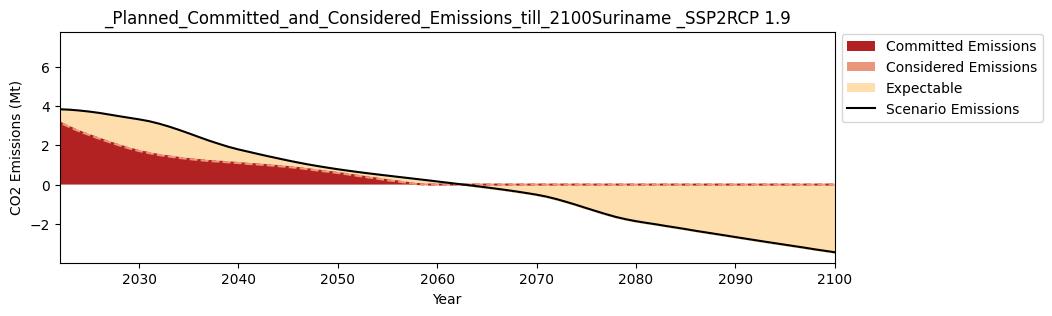 _Planned_Committed_and_Considered_Emissions_till_2100Suriname _SSP2RCP 1.9
Committed Emissions
Considered Emissions
Expectable
Scenario Emissions
CO2 Emissions (Mt)
6
4
2
0
−2
2030 2040 2050 2060 2070 2080 2090 2100
Year